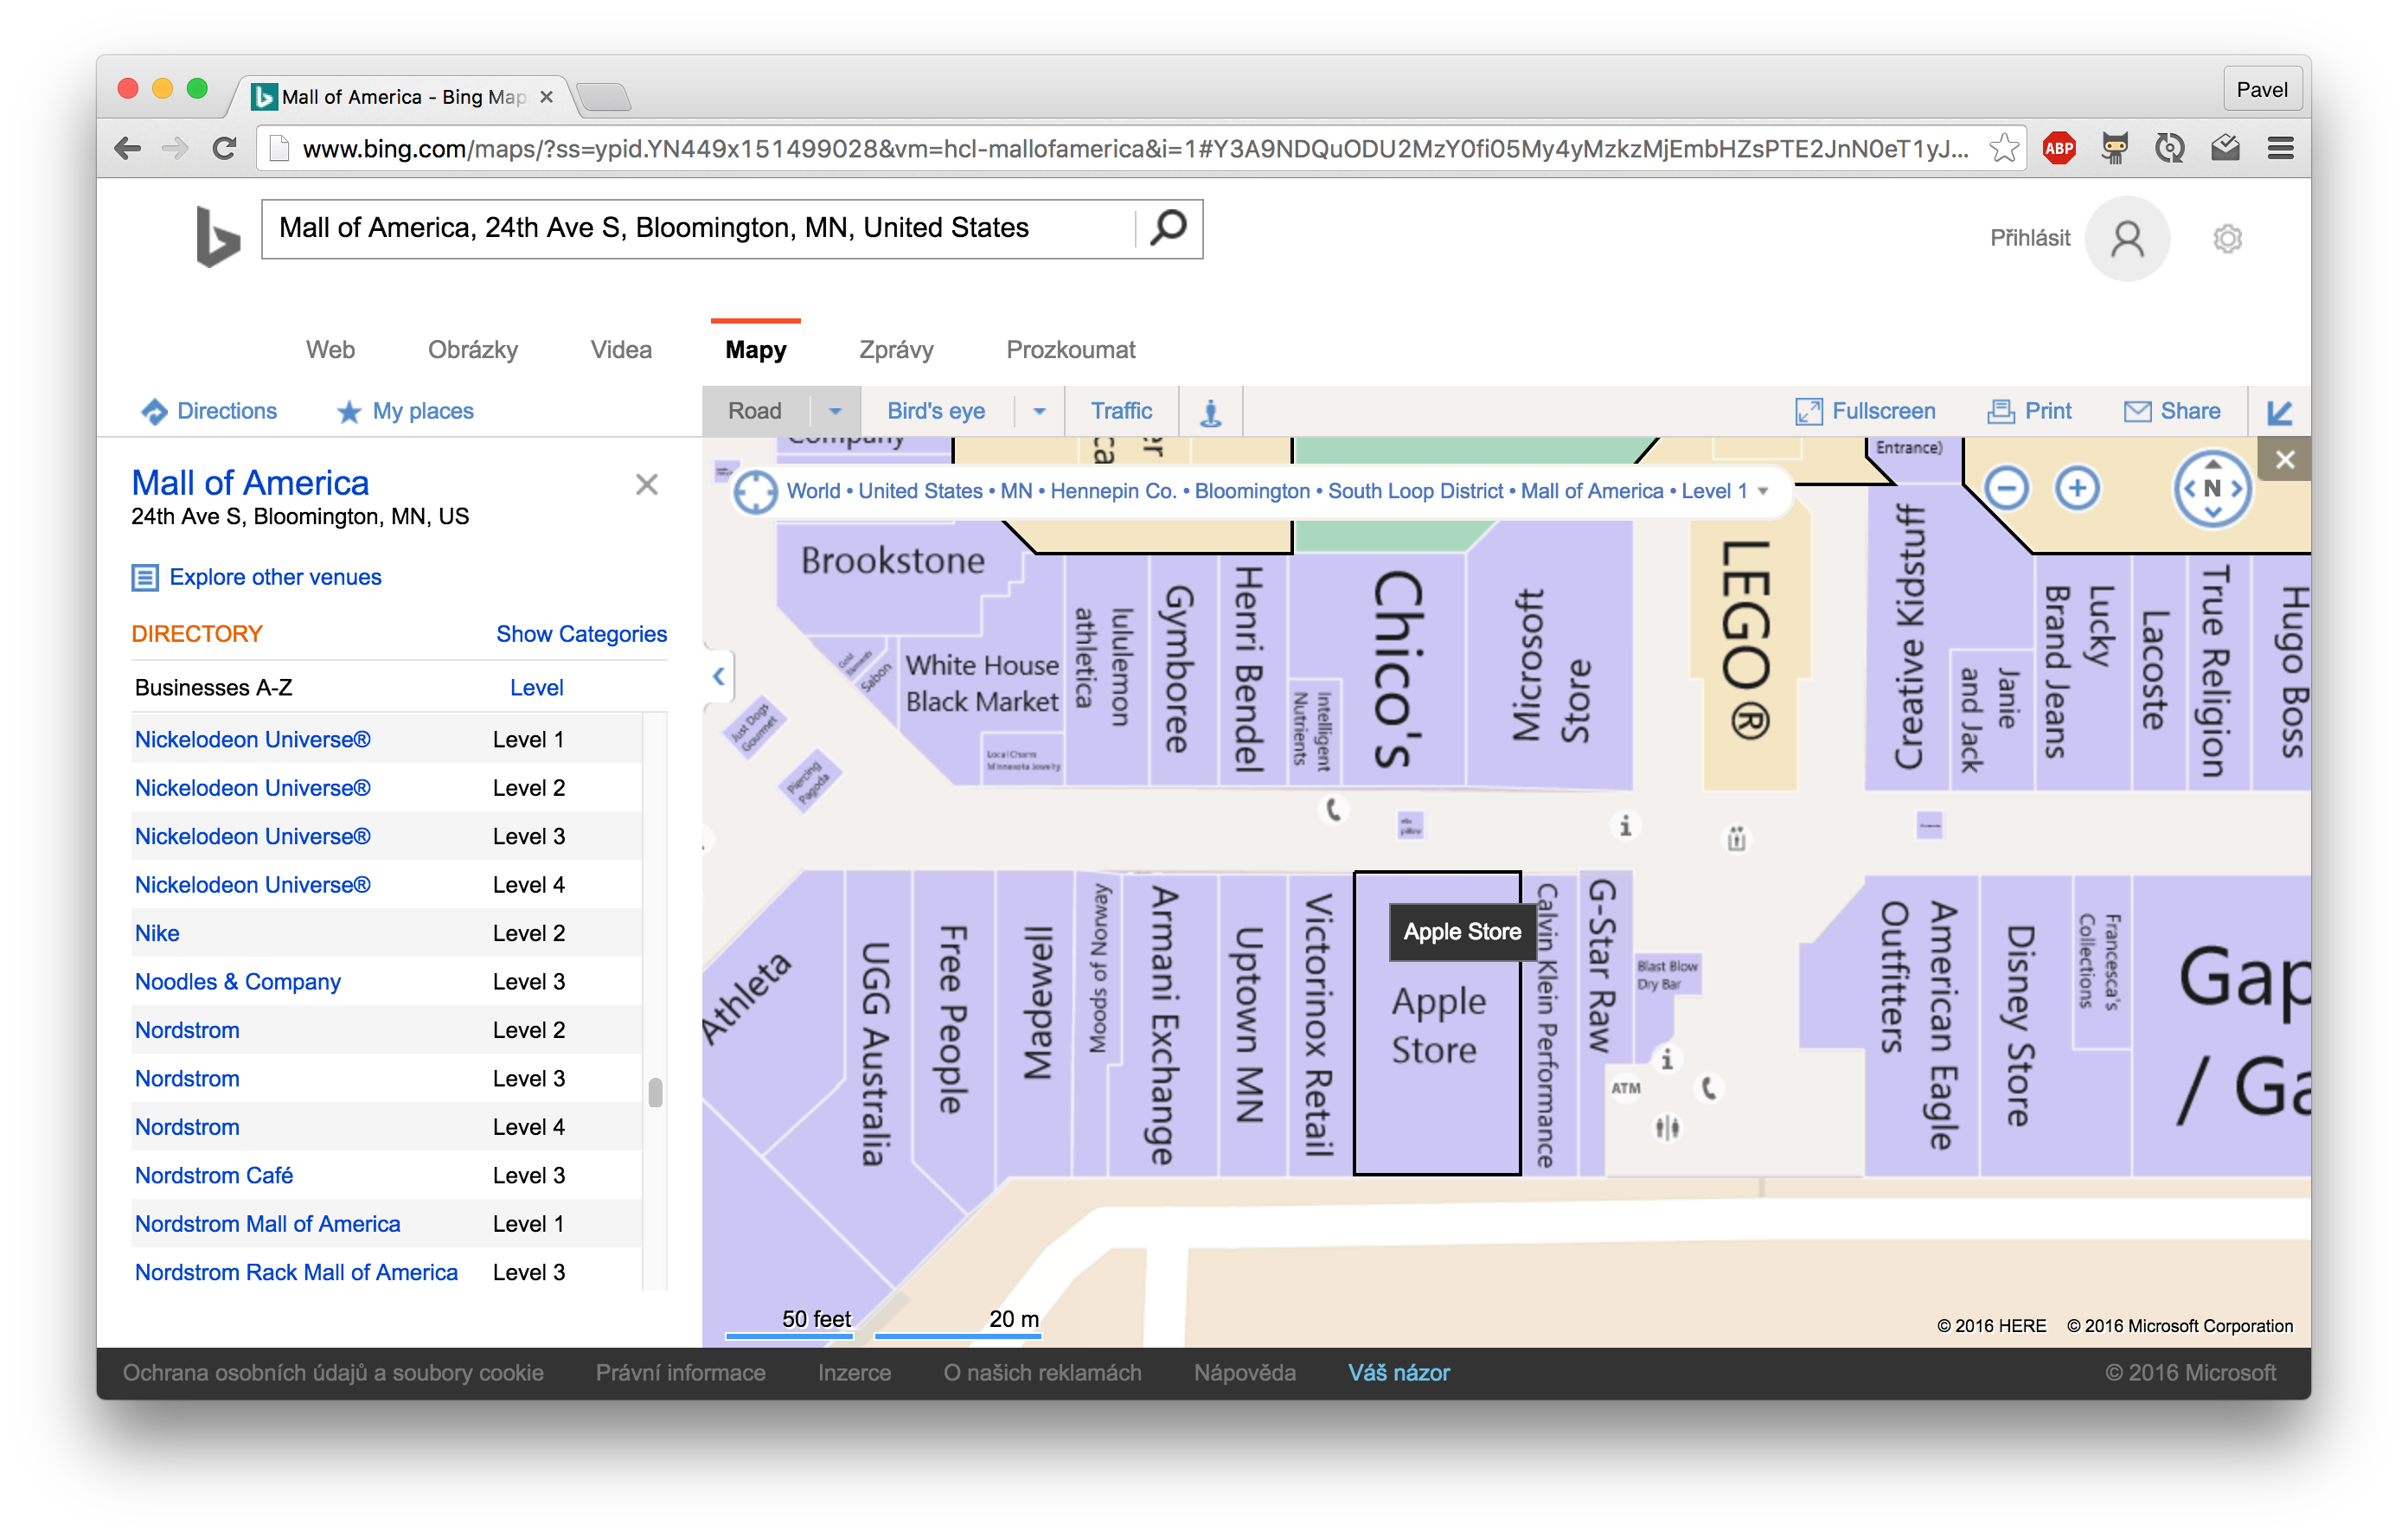 Mall of America - Bing Map
Pavel
www.bing.com/maps/?ss=ypid.YN449x151499028&vm=hcl-mallofamerica&i=1#Y3A9NDQuODU2MzY0fi05My4yMzkzMjEmbHZsPTE2JnN0eT1yJ...
ABP
Mall of America, 24th Ave S, Bloomington, MN, United States
Přihlásit
Web
Obrázky
Videa
Mapy
Zprávy
Prozkoumat
Directions
My places
Road
Bird's eye
Traffic
Fullscreen
Print
Share
Mall of America
24th Ave S, Bloomington, MN, US
Explore other venues
DIRECTORY
Show Categories
Businesses A-Z
Level
Nickelodeon Universe® Level 1
Nickelodeon Universe® Level 2
Nickelodeon Universe® Level 3
Nickelodeon Universe® Level 4
Nike Level 2
Noodles & Company Level 3
Nordstrom Level 2
Nordstrom Level 3
Nordstrom Level 4
Nordstrom Café Level 3
Nordstrom Mall of America Level 1
Nordstrom Rack Mall of America Level 3
Company
Entrance)
World • United States • MN • Hennepin Co. • Bloomington • South Loop District • Mall of America • Level 1
N
Brookstone
Sabon
White House
Black Market
Local Charm
Minnesota Jewelry
lululemon
athletica
Gymboree
Henri Bendel
Intelligent
Nutrients
Chico's
Microsoft
Store
LEGO®
Creative Kidstuff
Janie
and Jack
Lucky
Brand Jeans
Lacoste
True Religion
Hugo Boss
Just Dogs
Gourmet
Piercing
Pagoda
Athleta
UGG Australia
Free People
Madewell
Moods of Norway
Armani Exchange
Uptown MN
Victorinox Retail
Apple Store
Apple
Store
Calvin Klein Performance
G-Star Raw
Blast Blow
Dry Bar
ATM
American Eagle
Outfitters
Disney Store
Francesca's
Collections
Gap
/ Ga
50 feet
20 m
© 2016 HERE
© 2016 Microsoft Corporation
Ochrana osobních údajů a soubory cookie
Právní informace
Inzerce
O našich reklamách
Nápověda
Váš názor
© 2016 Microsoft